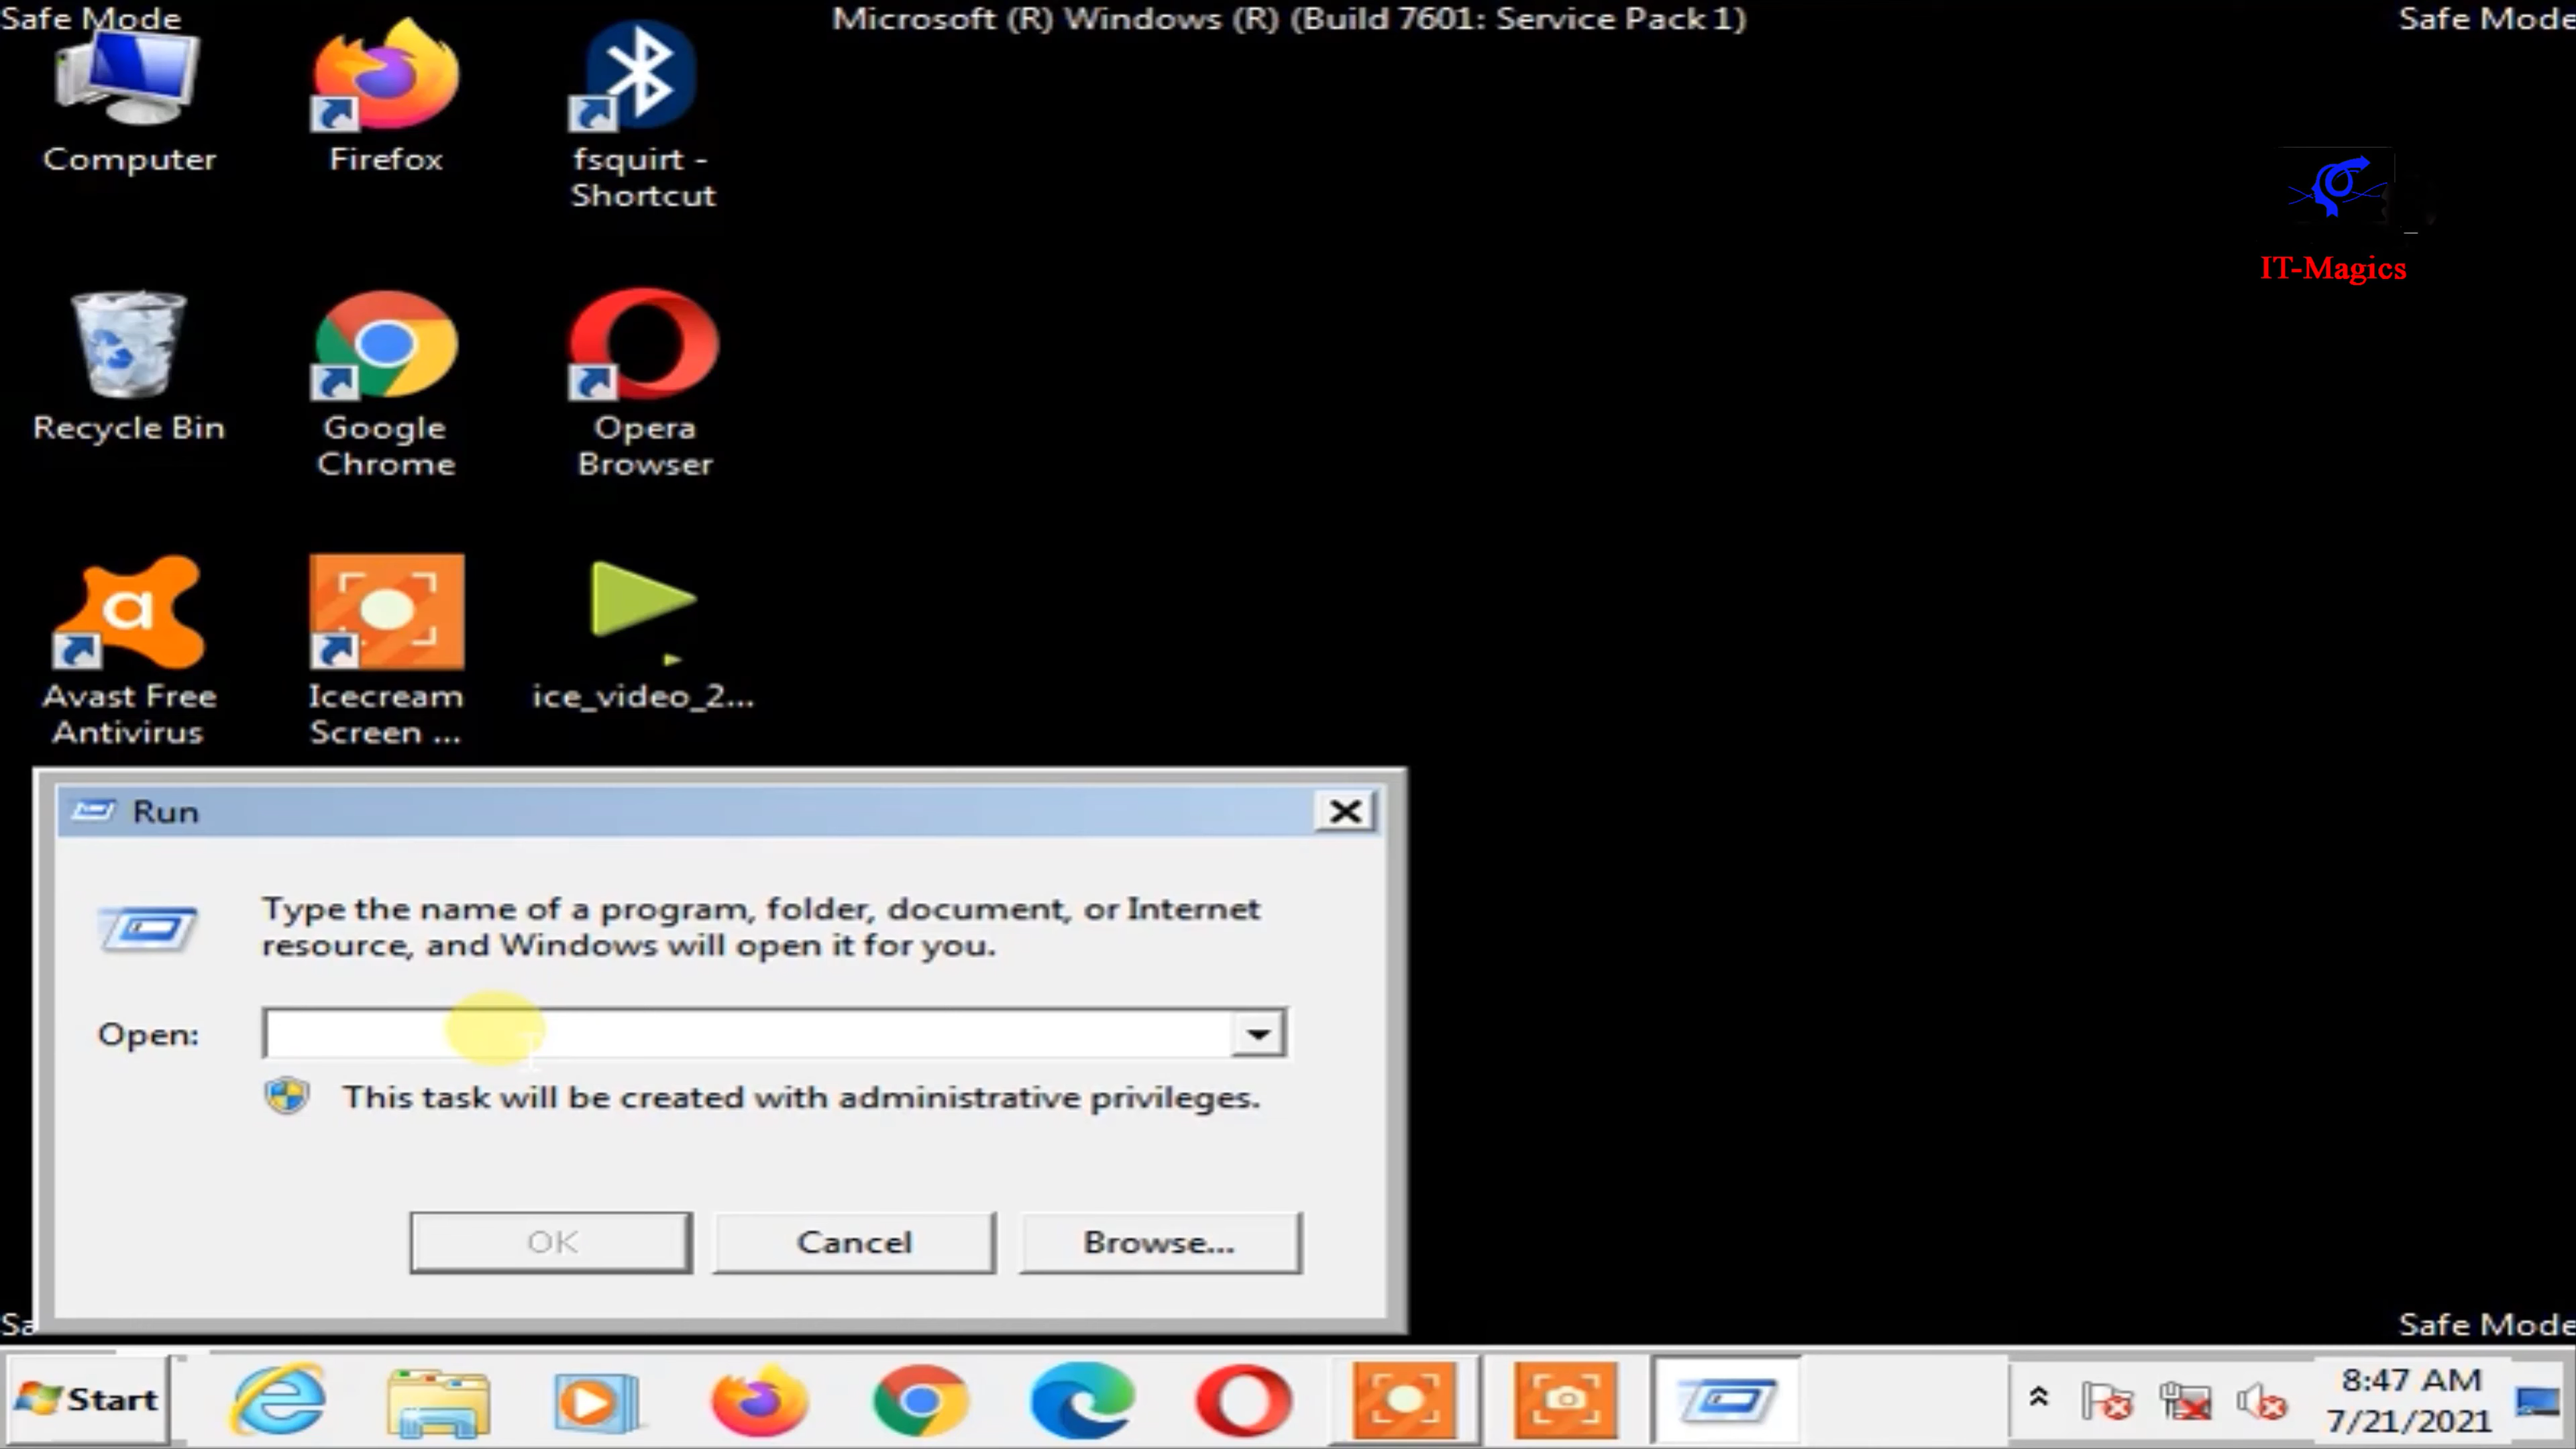 Safe Mode
Microsoft (R) Windows (R) (Build 7601: Service Pack 1)
Safe Mode
Computer
Firefox
fsquirt -
Shortcut
IT-Magics
Recycle Bin
Google
Chrome
Opera
Browser
a
Avast Free
Antivirus
Icecream
Screen ...
ice_video_2...
Run
Type the name of a program, folder, document, or Internet
resource, and Windows will open it for you.
Open:
This task will be created with administrative privileges.
OK
Cancel
Browse...
Sa
Safe Mode
Start
8:47 AM
7/21/2021